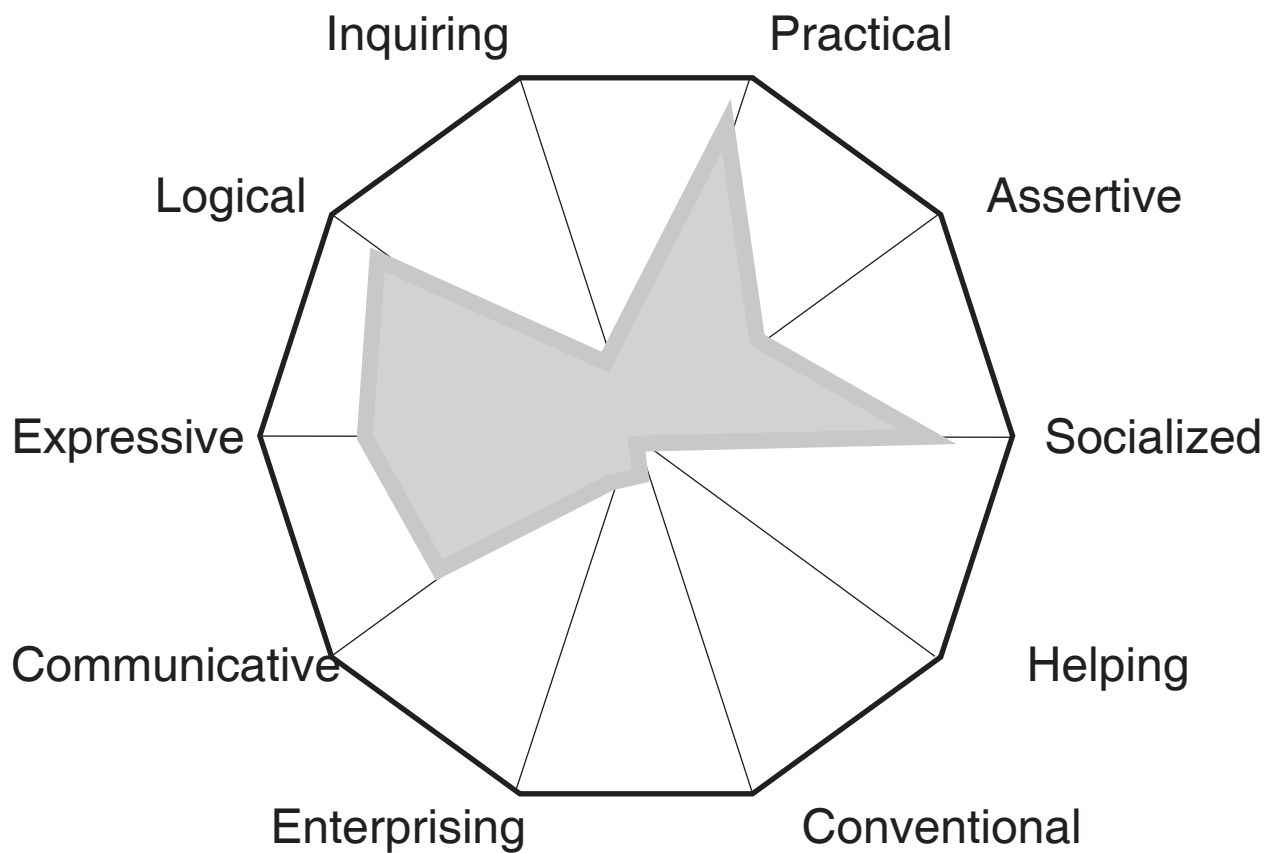 Inquiring
Practical
Logical
Assertive
Expressive
Socialized
Communicative
Helping
Enterprising
Conventional